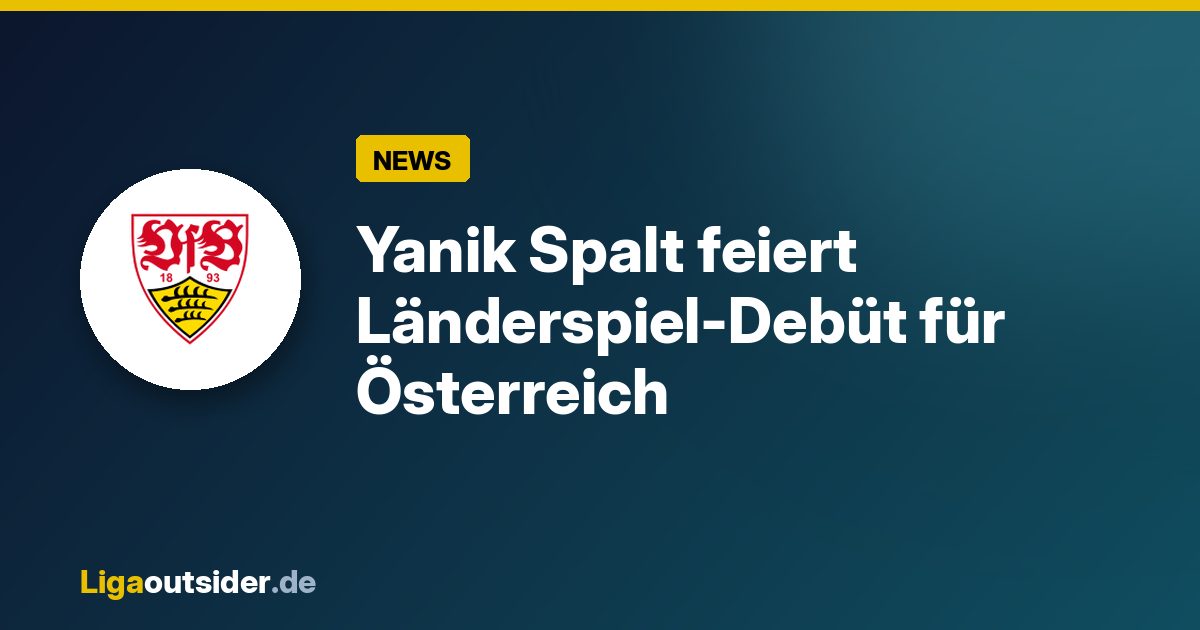 NEWS
VfB
18 93
Yanik Spalt feiert
Länderspiel-Debüt für
Österreich
Ligaoutsider.de